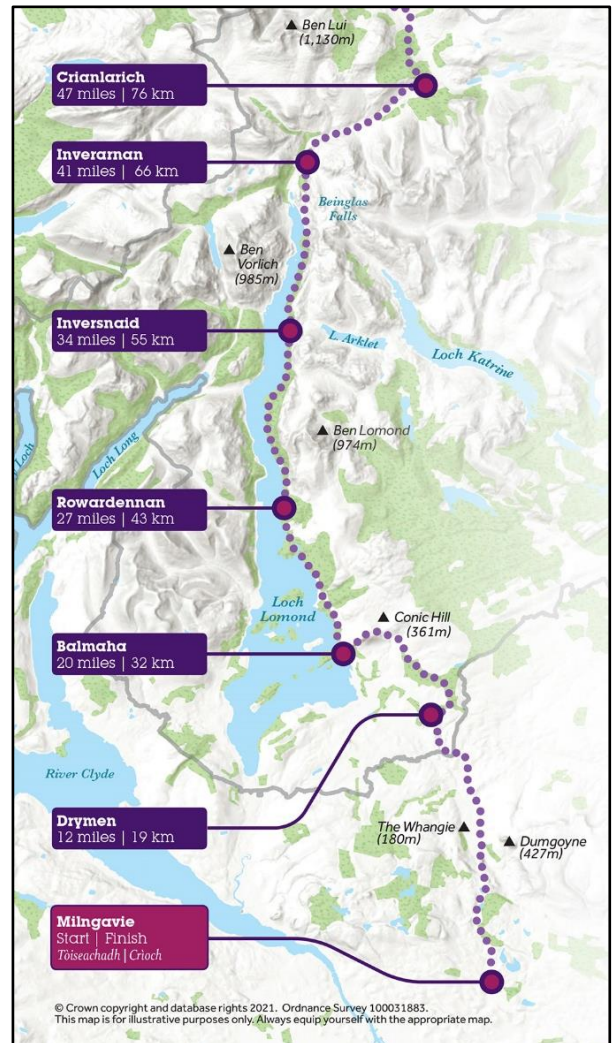 Ben Lui
(1,130m)
Crianlarich
47 miles | 76 km
Inverarnan
41 miles | 66 km
Beinglas
Falls
Ben
Vorlich
(985m)
Inversnaid
34 miles | 55 km
L. Arklet
Loch Katrine
Ben Lomond
(974m)
Loch Long
Loch
Rowardennan
27 miles | 43 km
Loch
Lomond
Conic Hill
(361m)
Balmaha
20 miles | 32 km
River Clyde
Drymen
12 miles | 19 km
The Whangie
(180m)
Dumgoyne
(427m)
Milngavie
Start | Finish
Tòiseachadh | Crìoch
© Crown copyright and database rights 2021. Ordnance Survey 100031883.
This map is for illustrative purposes only. Always equip yourself with the appropriate map.